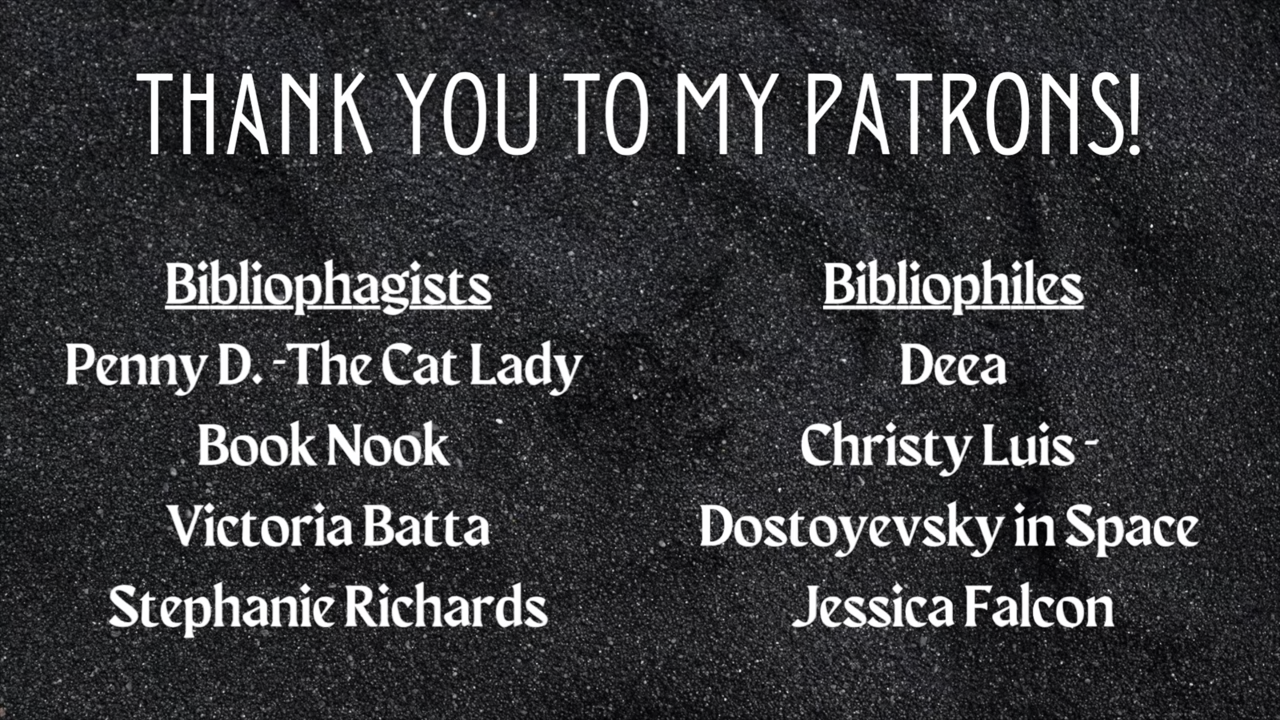 THANK YOU TO MY PATRONS!
Bibliophagists
Penny D. -The Cat Lady
Book Nook
Victoria Batta
Stephanie Richards
Bibliophiles
Deea
Christy Luis -
Dostoyevsky in Space
Jessica Falcon